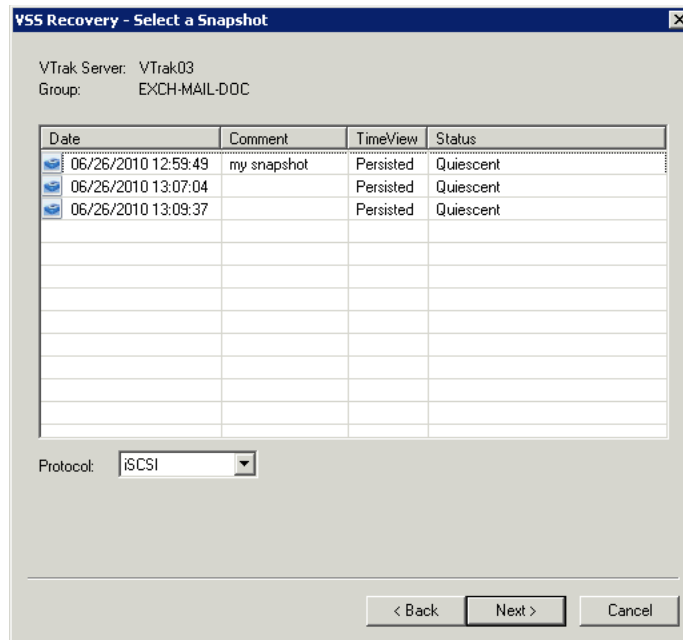 VSS Recovery - Select a Snapshot
VTrak Server: VTrak03
Group: EXCH-MAIL-DOC
Date Comment TimeView Status
06/26/2010 12:59:49 my snapshot Persisted Quiescent
06/26/2010 13:07:04 Persisted Quiescent
06/26/2010 13:09:37 Persisted Quiescent
Protocol: iSCSI
< Back Next > Cancel